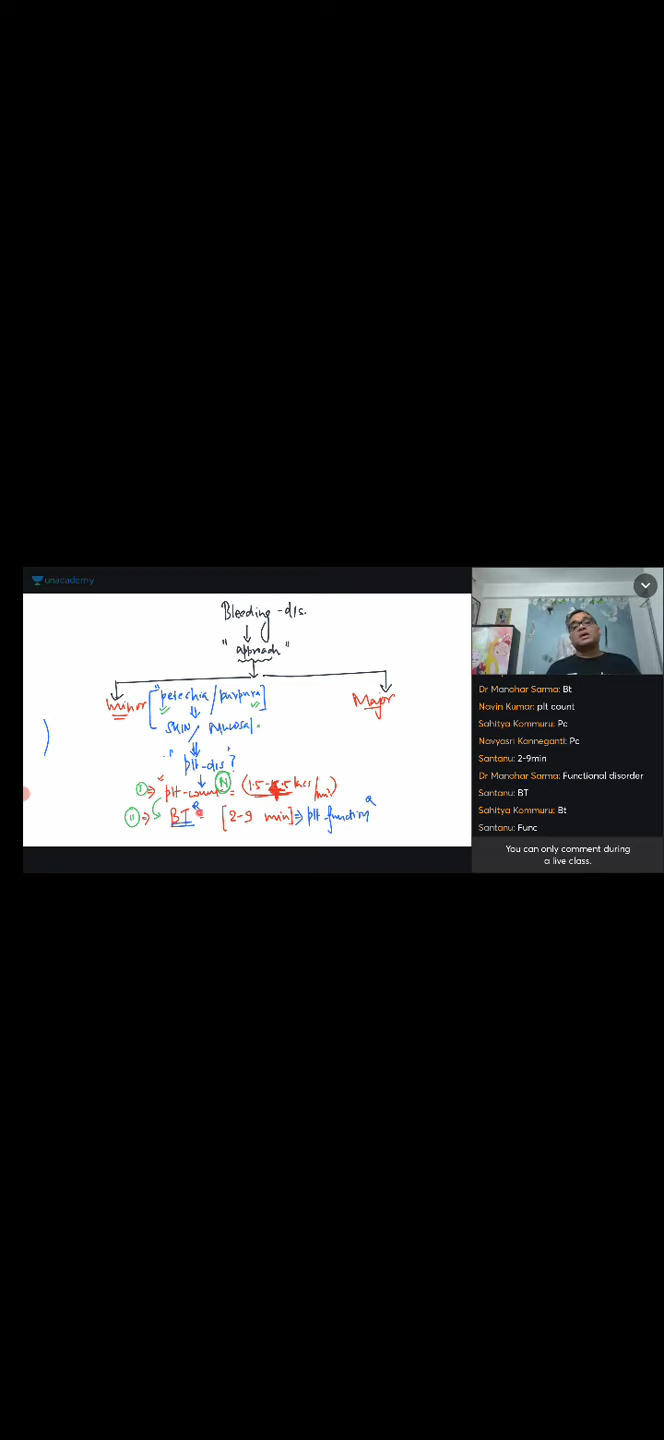 unacademy
Bleeding-dis.
"approach"
Minor
"petechia/purpura]
Major
SKIN/ Mucosal
"plt-dis"?
(i) ⇒ plt-count (N) = lacs/
(ii) ⇒ BT = [2-9 min] ⇒ plt function
Dr Manohar Sarma: Bt
Navin Kumar: plt count
Sahitya Kommuru: Pc
Navyasri Kanneganti: Pc
Santanu: 2-9min
Dr Manohar Sarma: Functional disorder
Santanu: BT
Sahitya Kommuru: Bt
Santanu: Func
You can only comment during
a live class.